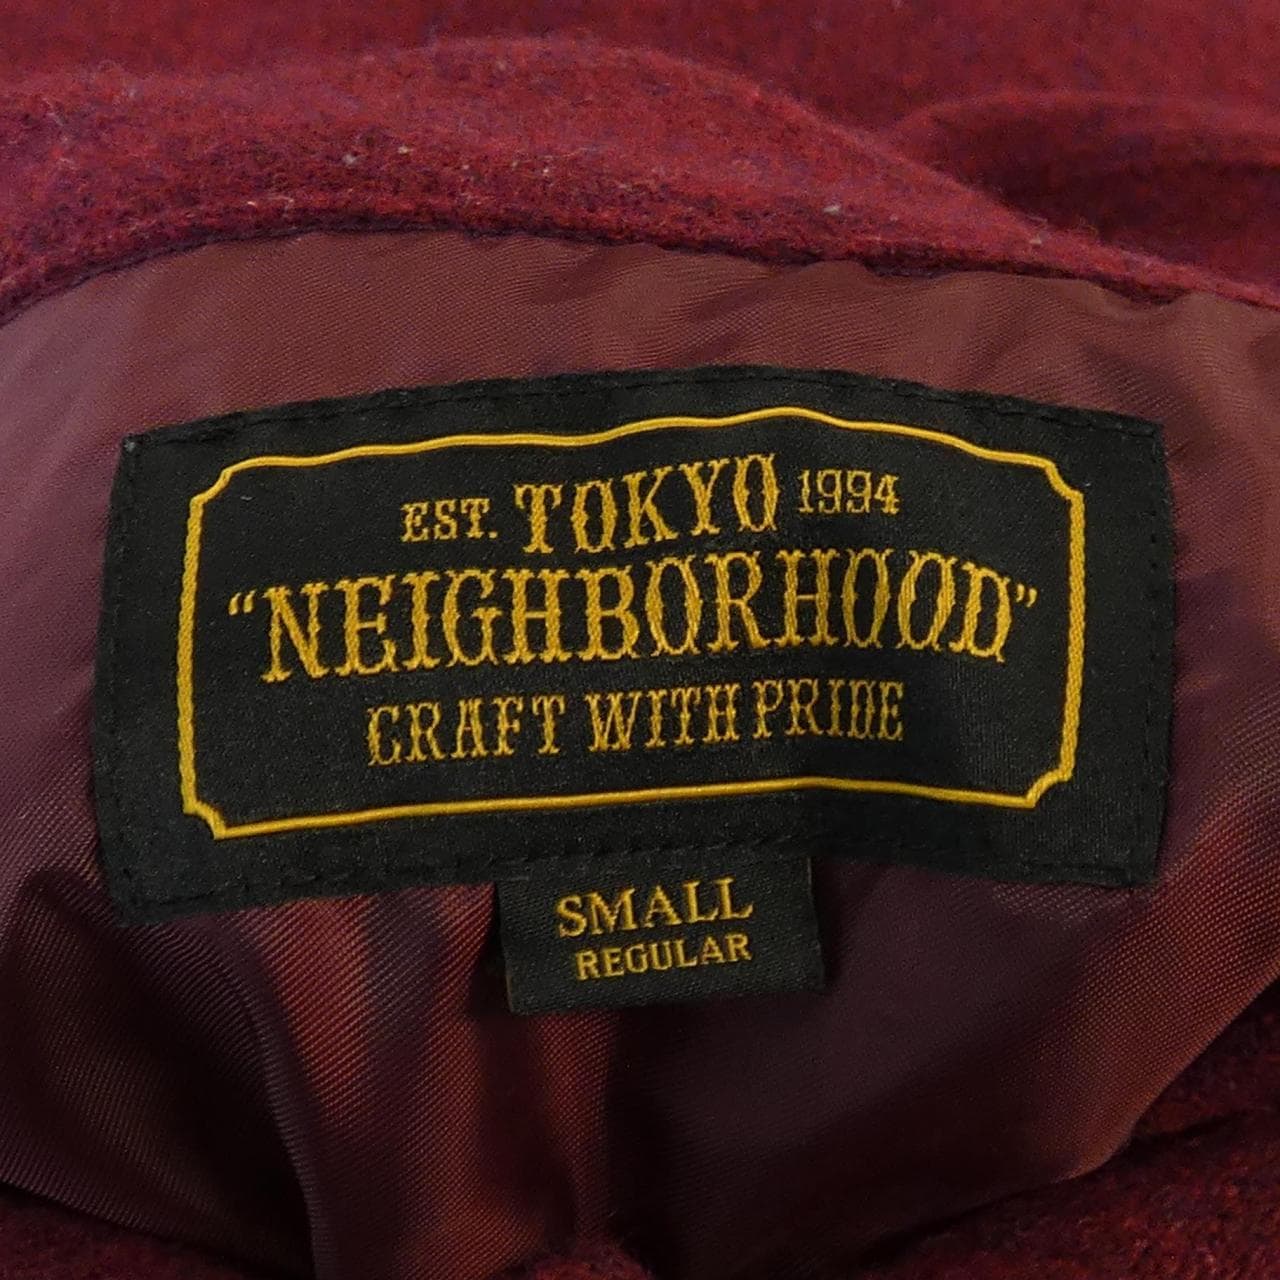 EST. TOKYO 1994
"NEIGHBORHOOD"
CRAFT WITH PRIDE
SMALL
REGULAR